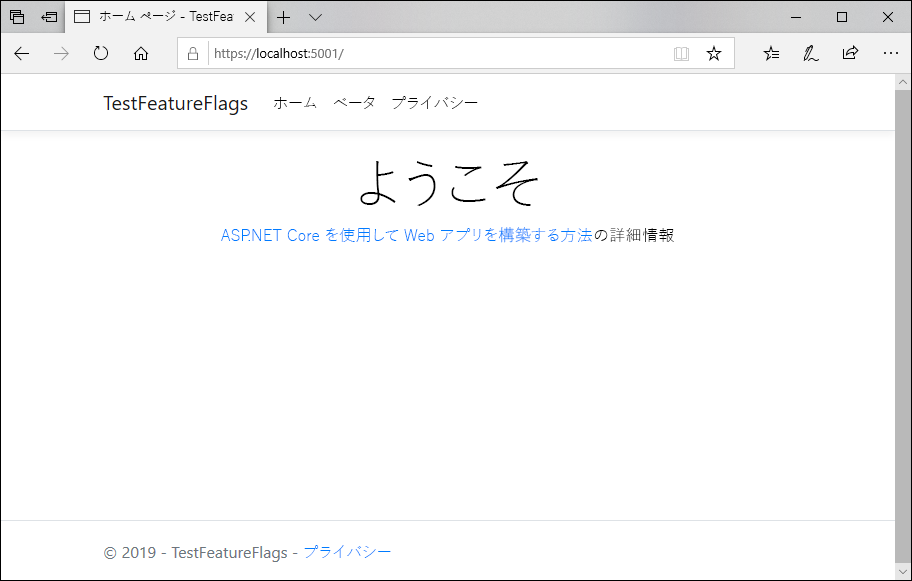 ホーム ページ - TestFea
https://localhost:5001/
TestFeatureFlags ホーム ベータ プライバシー
ようこそ
ASP.NET Core を使用して Web アプリを構築する方法の詳細情報
© 2019 - TestFeatureFlags - プライバシー